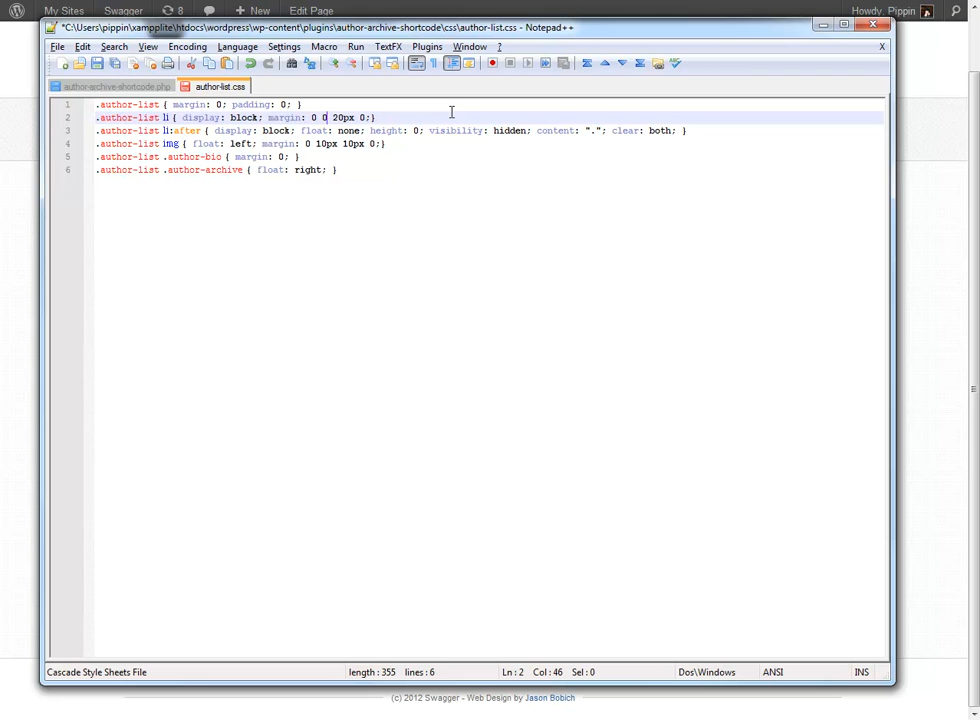 My Sites Swagger 8 New Edit Page Howdy, Pippin
*C:\Users\pippin\xampplite\htdocs\wordpress\wp-content\plugins\author-archive-shortcode\css\author-list.css - Notepad++
File Edit Search View Encoding Language Settings Macro Run TextFX Plugins Window ? X
author-archive-shortcode.php author-list.css
1 .author-list { margin: 0; padding: 0; }
2 .author-list li { display: block; margin: 0 0 20px 0;}
3 .author-list li:after { display: block; float: none; height: 0; visibility: hidden; content: "."; clear: both; }
4 .author-list img { float: left; margin: 0 10px 10px 0;}
5 .author-list .author-bio { margin: 0; }
6 .author-list .author-archive { float: right; }
Cascade Style Sheets File length : 355 lines : 6 Ln : 2 Col : 46 Sel : 0 Dos\Windows ANSI INS
(c) 2012 Swagger - Web Design by Jason Bobich